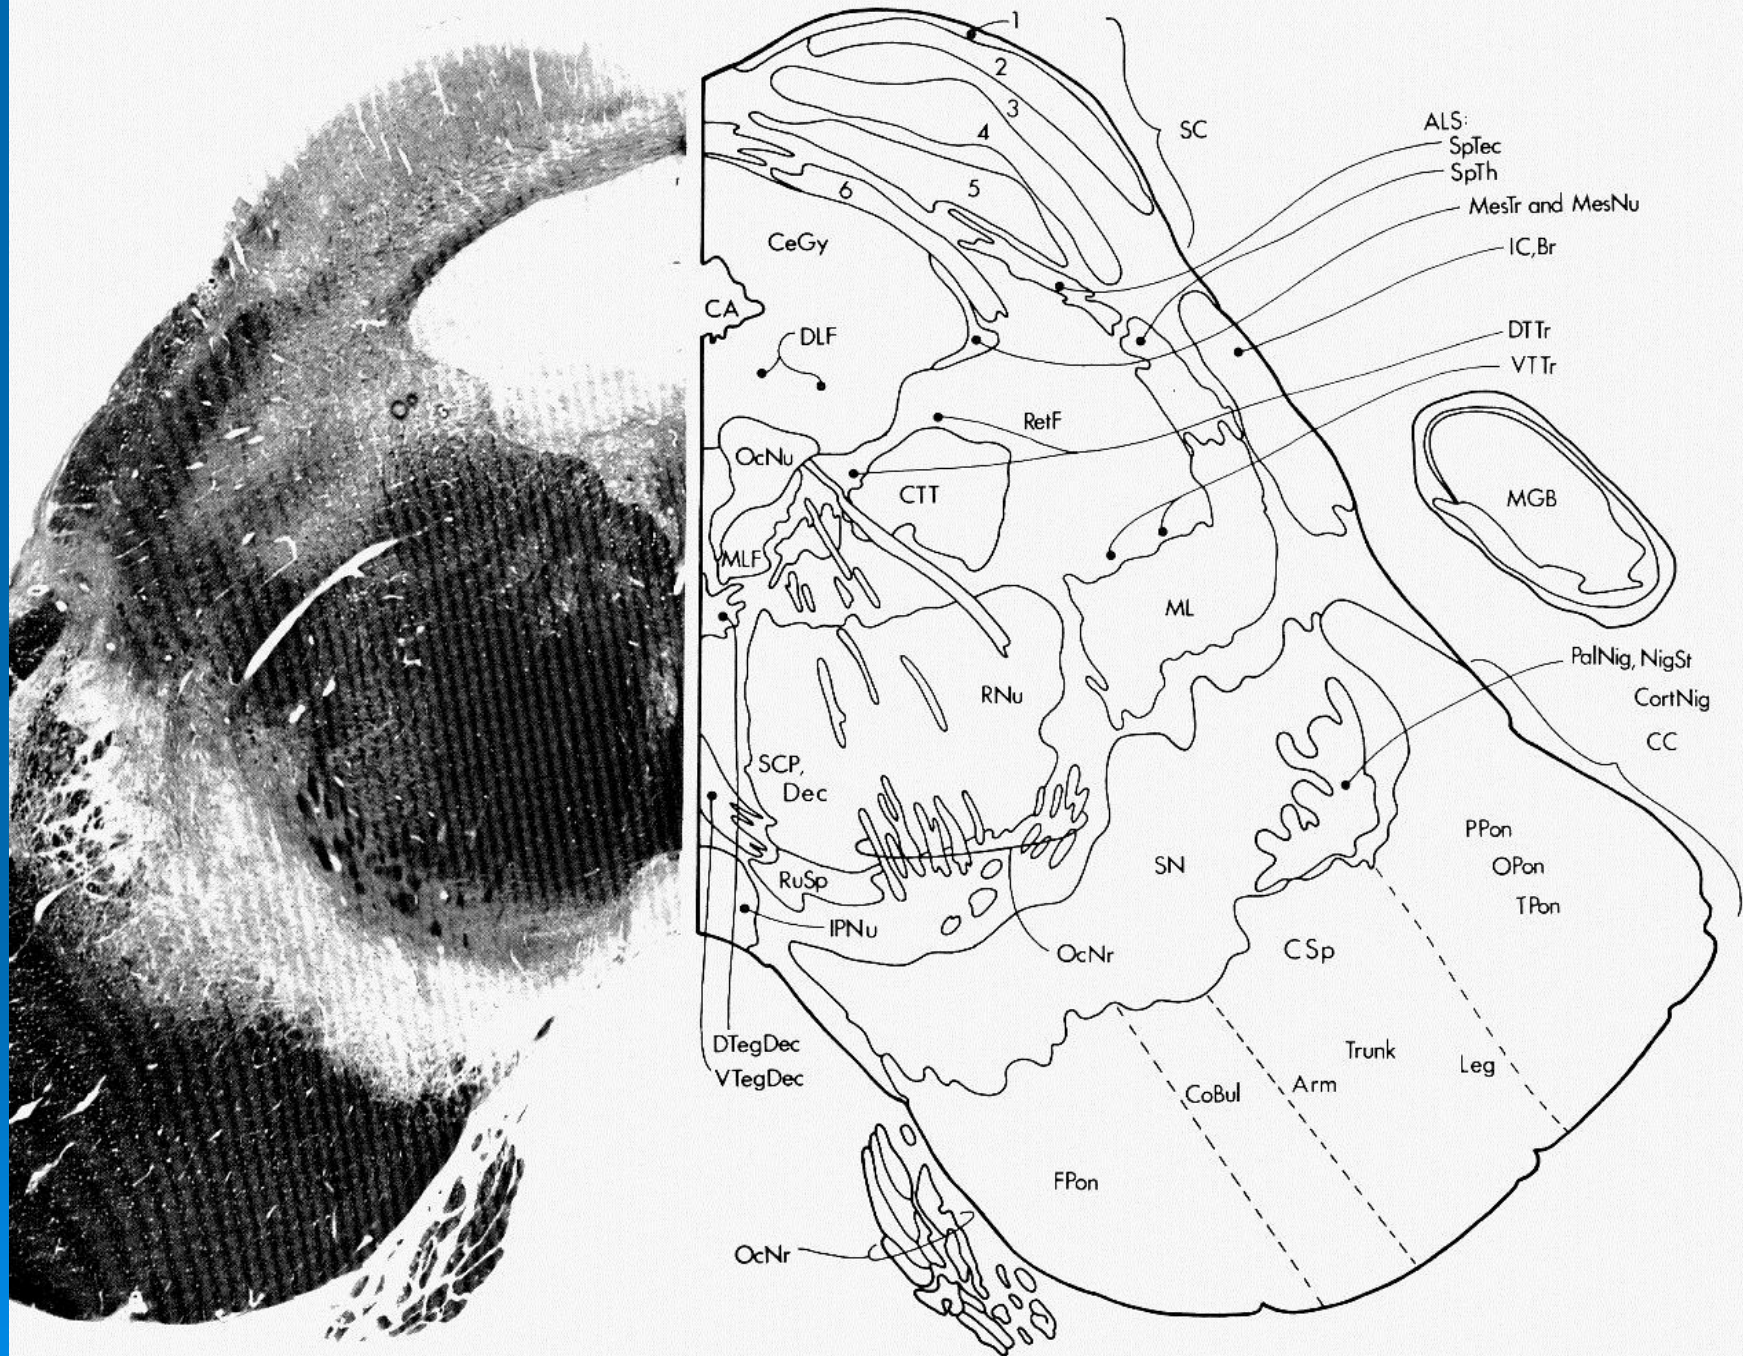 1
2
3
4
5
6
SC
ALS:
SpTec
SpTh
MesTr and MesNu
IC,Br
CeGy
CA
DLF
DTTr
VTTr
RetF
OcNu
CTT
MGB
MLF
ML
PalNig, NigSt
CortNig
CC
RNu
SCP,
Dec
PPon
OPon
TPon
SN
RuSp
IPNu
OcNr
CSp
DTegDec
VTegDec
Trunk
Leg
Arm
CoBul
FPon
OcNr